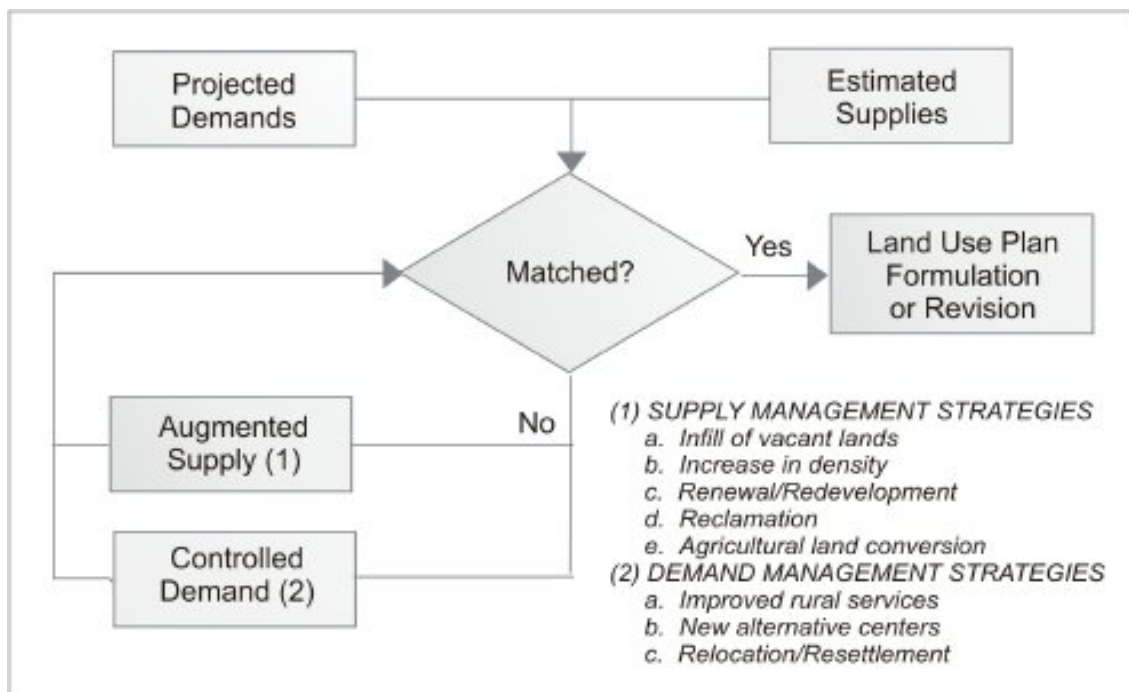 Projected
Demands
Estimated
Supplies
Matched?
Yes
Land Use Plan
Formulation
or Revision
No
Augmented
Supply (1)
Controlled
Demand (2)
(1) SUPPLY MANAGEMENT STRATEGIES
a. Infill of vacant lands
b. Increase in density
c. Renewal/Redevelopment
d. Reclamation
e. Agricultural land conversion
(2) DEMAND MANAGEMENT STRATEGIES
a. Improved rural services
b. New alternative centers
c. Relocation/Resettlement